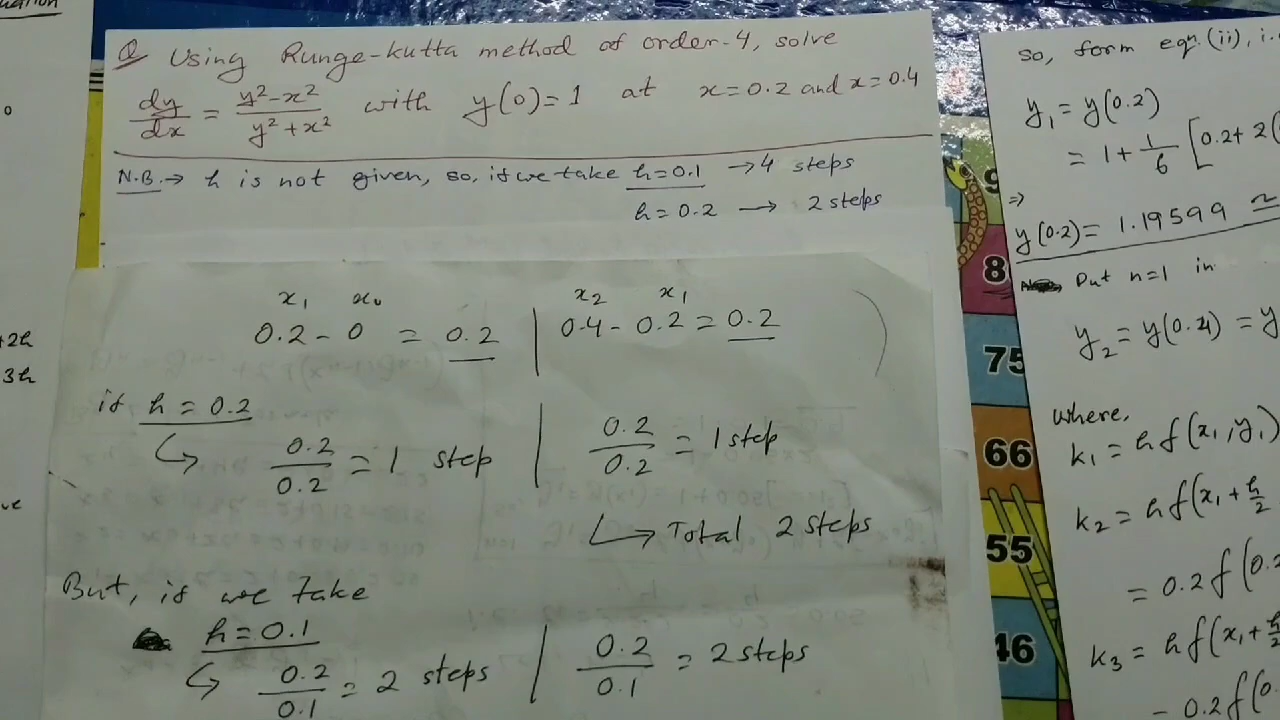 Q Using Runge-kutta method of order-4, solve
dy/dx = y²-x²/y²+x² with y(0)=1 at x=0.2 and x=0.4
N.B.→ h is not given, so, if we take h=0.1 → 4 steps
h=0.2 → 2 steps
x₁ x₀ x₂ x₁
0.2 - 0 = 0.2 | 0.4 - 0.2 = 0.2 )
if h = 0.2
↳ 0.2/0.2 = 1 step | 0.2/0.2 = 1 step
↳ Total 2 steps
But, if we take
h=0.1
↳ 0.2/0.1 = 2 steps | 0.2/0.1 = 2 steps
0
+2h
3h
ve
9
8
75
66
55
46
so, form eqn.(ii), i.
y₁ = y(0.2)
= 1 + 1/6 [0.2+2(
⇒
y(0.2) = 1.19599 ≃
Put n=1 in
y₂ = y(0.4) = y
where,
k₁ = hf(x₁,y₁)
k₂ = hf(x₁+h/2
= 0.2f(0.2
k₃ = hf(x₁+h/2
= 0.2f(0.